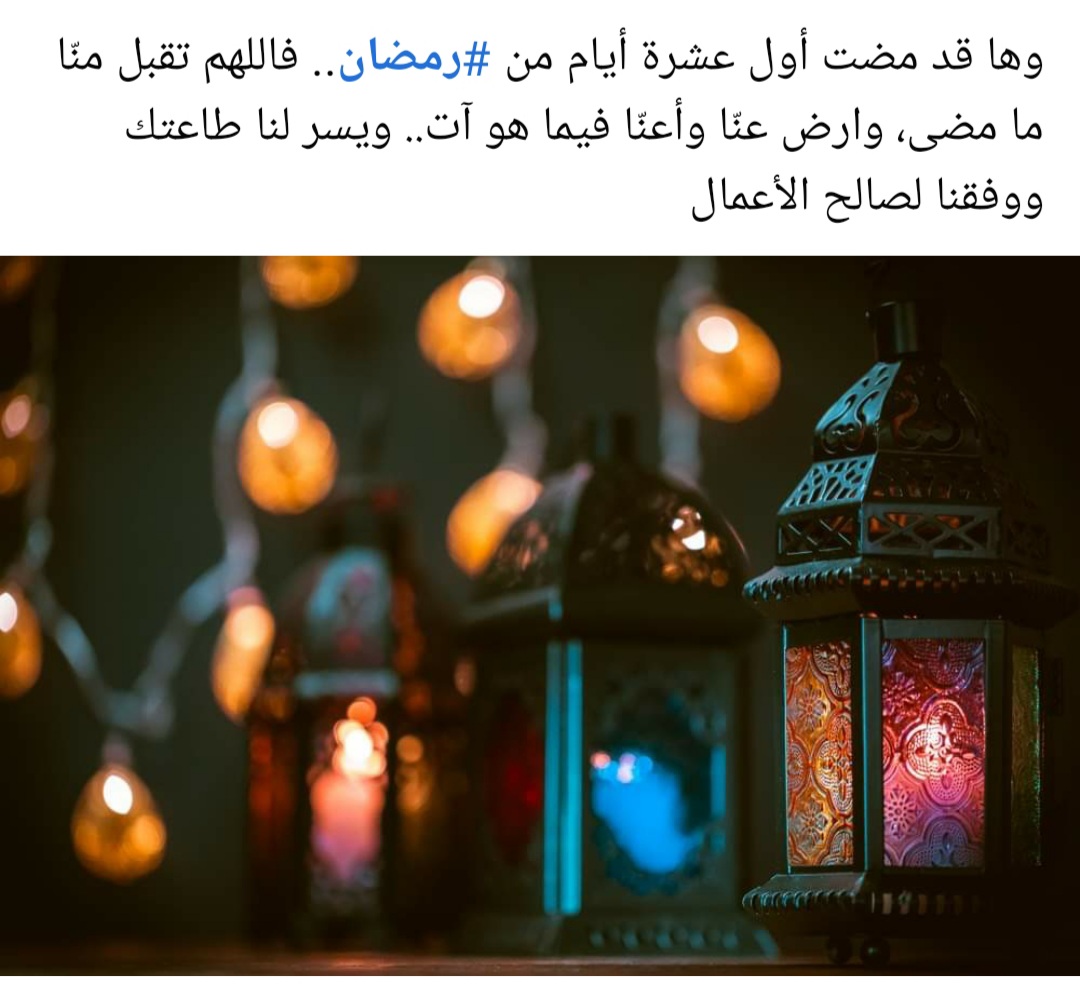 وها قد مضت أول عشرة أيام من #رمضان.. فاللهم تقبل منّا
ما مضى، وارض عنّا وأعنّا فيما هو آت.. ويسر لنا طاعتك
ووفقنا لصالح الأعمال